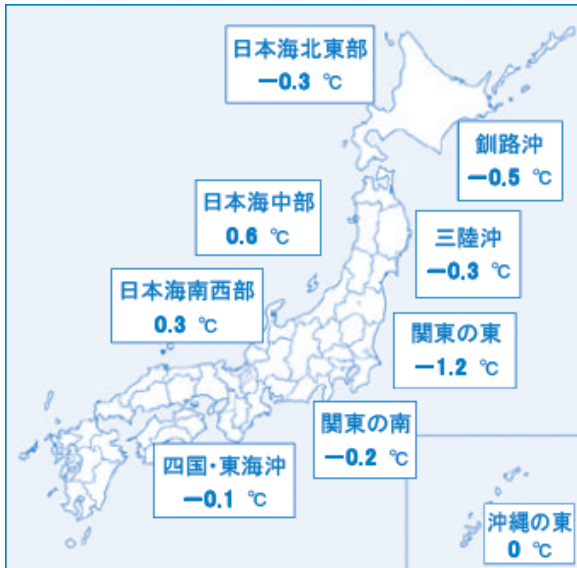 日本海北東部
−0.3 ℃
釧路沖
−0.5 ℃
日本海中部
0.6 ℃
三陸沖
−0.3 ℃
日本海南西部
0.3 ℃
関東の東
−1.2 ℃
関東の南
−0.2 ℃
四国・東海沖
−0.1 ℃
沖縄の東
0 ℃